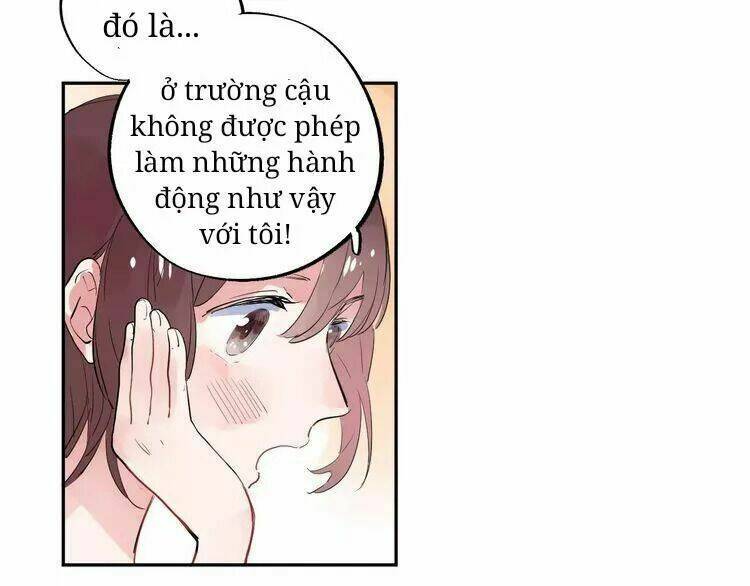 đó là...
ở trường cậu
không được phép
làm những hành
động như vậy
với tôi!